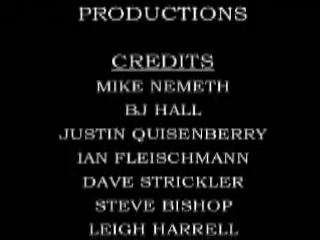 PRODUCTIONS
CREDITS
MIKE NEMETH
BJ HALL
JUSTIN QUISENBERRY
IAN FLEISCHMANN
DAVE STRICKLER
STEVE BISHOP
LEIGH HARRELL